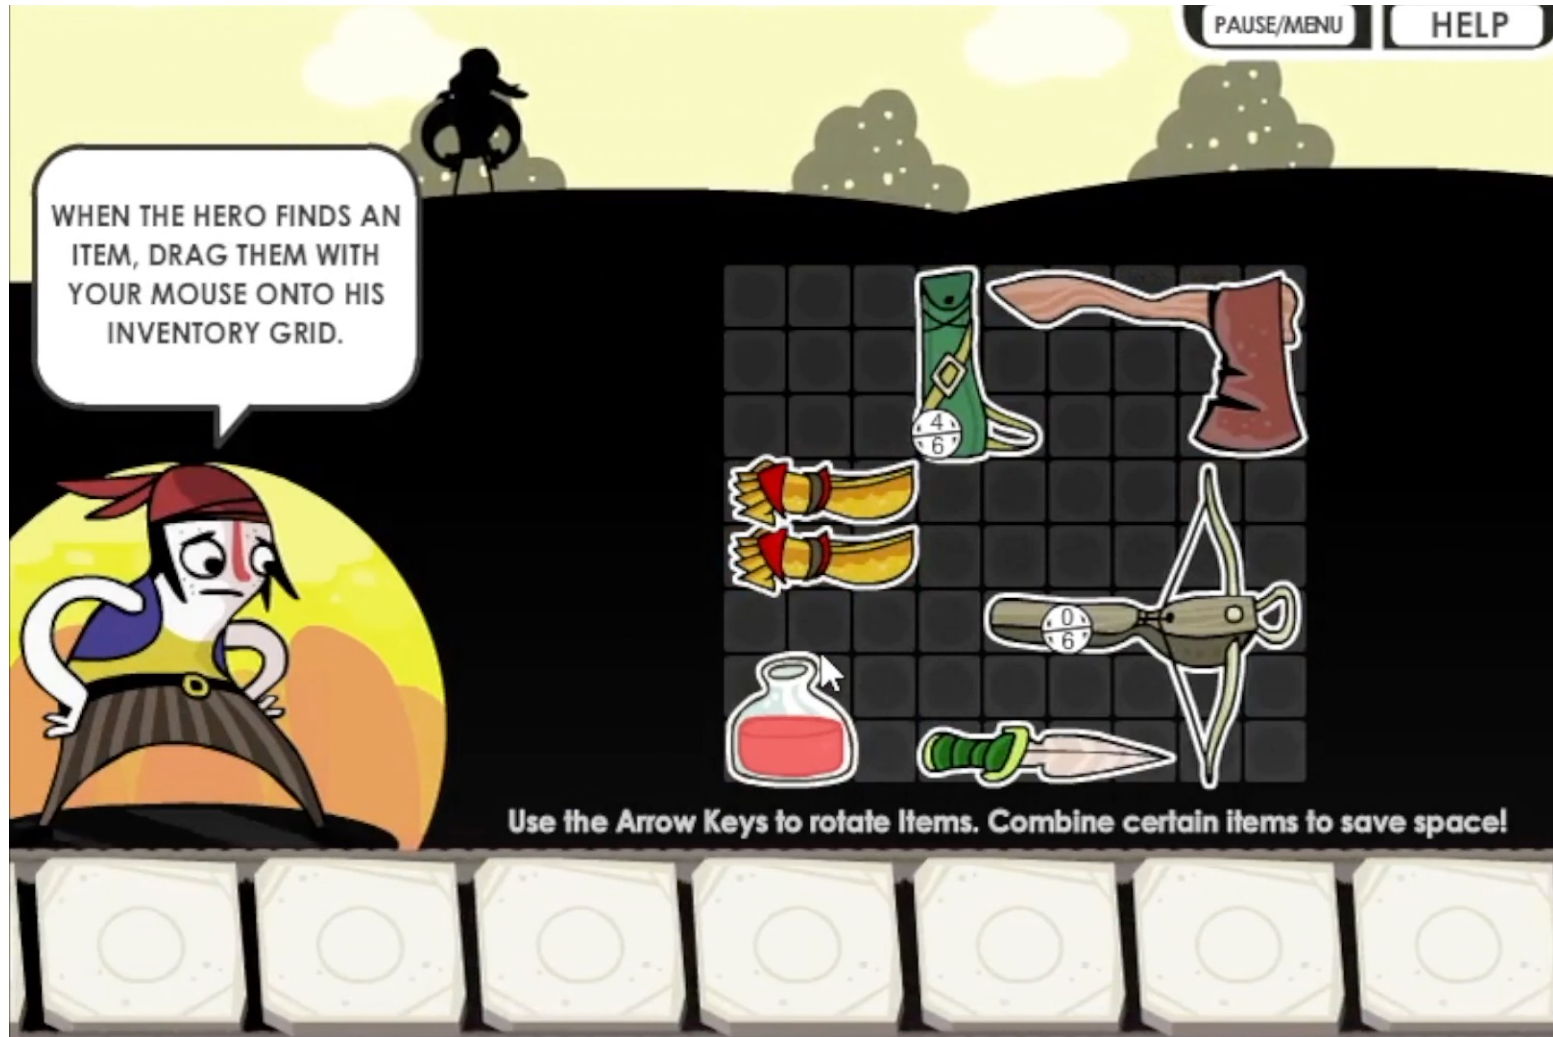 PAUSE/MENU
HELP
WHEN THE HERO FINDS AN
ITEM, DRAG THEM WITH
YOUR MOUSE ONTO HIS
INVENTORY GRID.
4
6
0
6
Use the Arrow Keys to rotate Items. Combine certain items to save space!